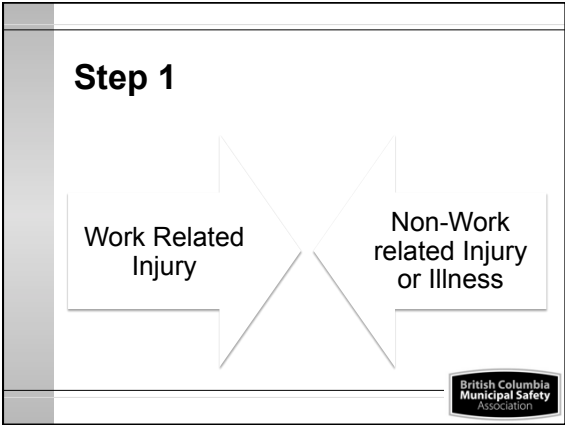 Step 1
Work Related
Injury
Non-Work
related Injury
or Illness
British Columbia
Municipal Safety
Association